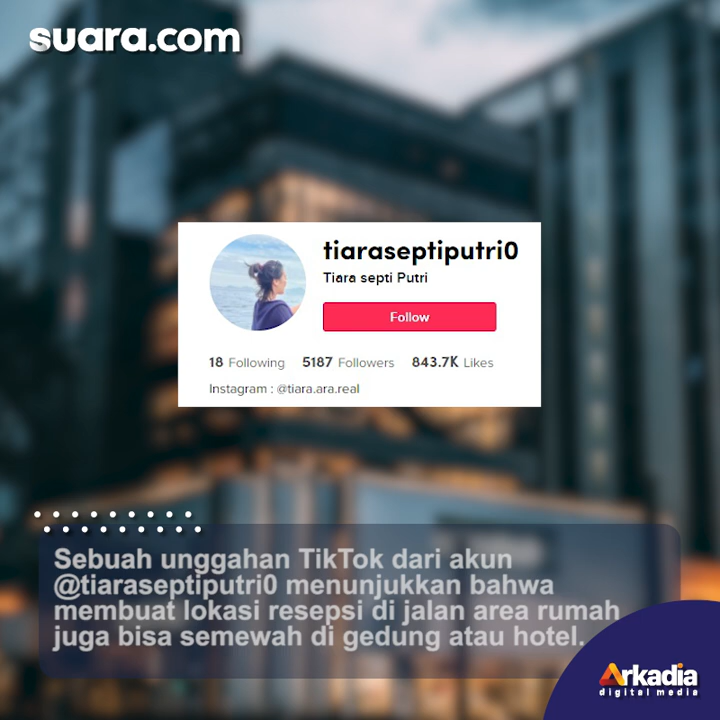 suara.com
tiaraseptiputri0
Tiara septi Putri
Follow
18 Following 5187 Followers 843.7K Likes
Instagram : @tiara.ara.real
Sebuah unggahan TikTok dari akun
@tiaraseptiputri0 menunjukkan bahwa
membuat lokasi resepsi di jalan area rumah
juga bisa semewah di gedung atau hotel.
Arkadia
digital media